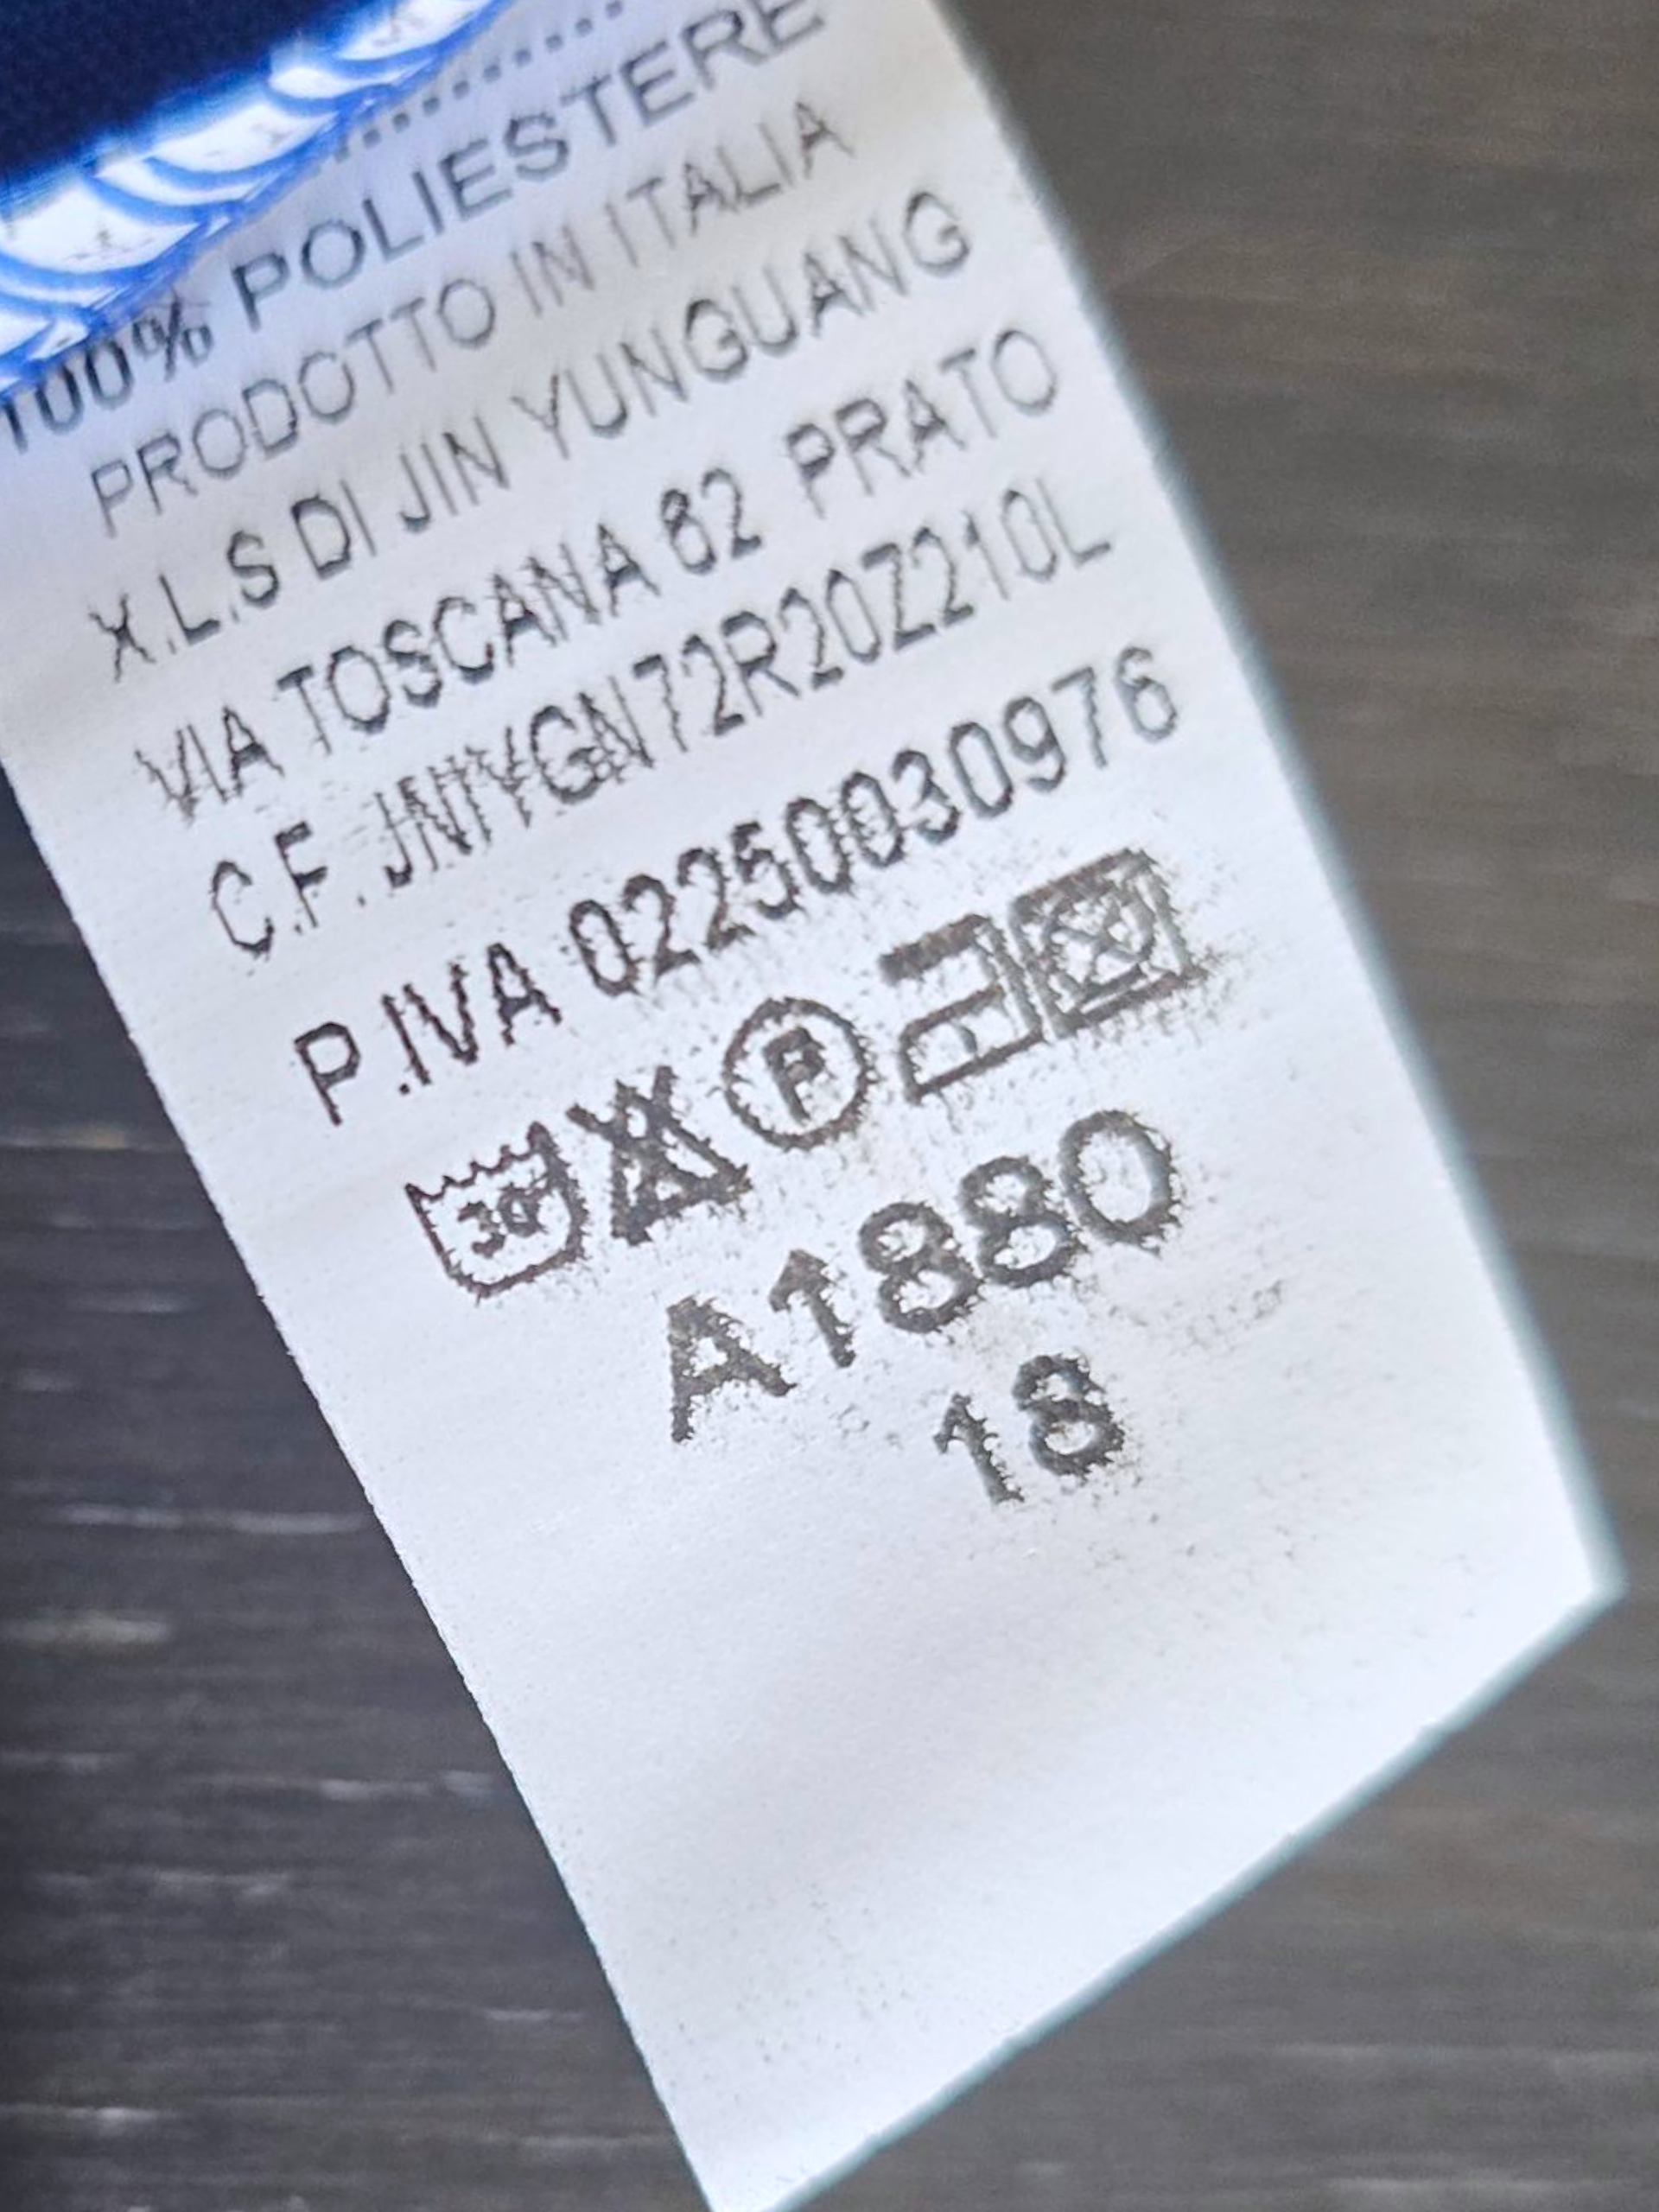 100% POLIESTERE
PRODOTTO IN ITALIA
X.L.S DI JIN YUNGUANG
VIA TOSCANA 62 PRATO
C.F. JNIYGN72R20Z210L
P.IVA 02250030976
30° P
A1880
18